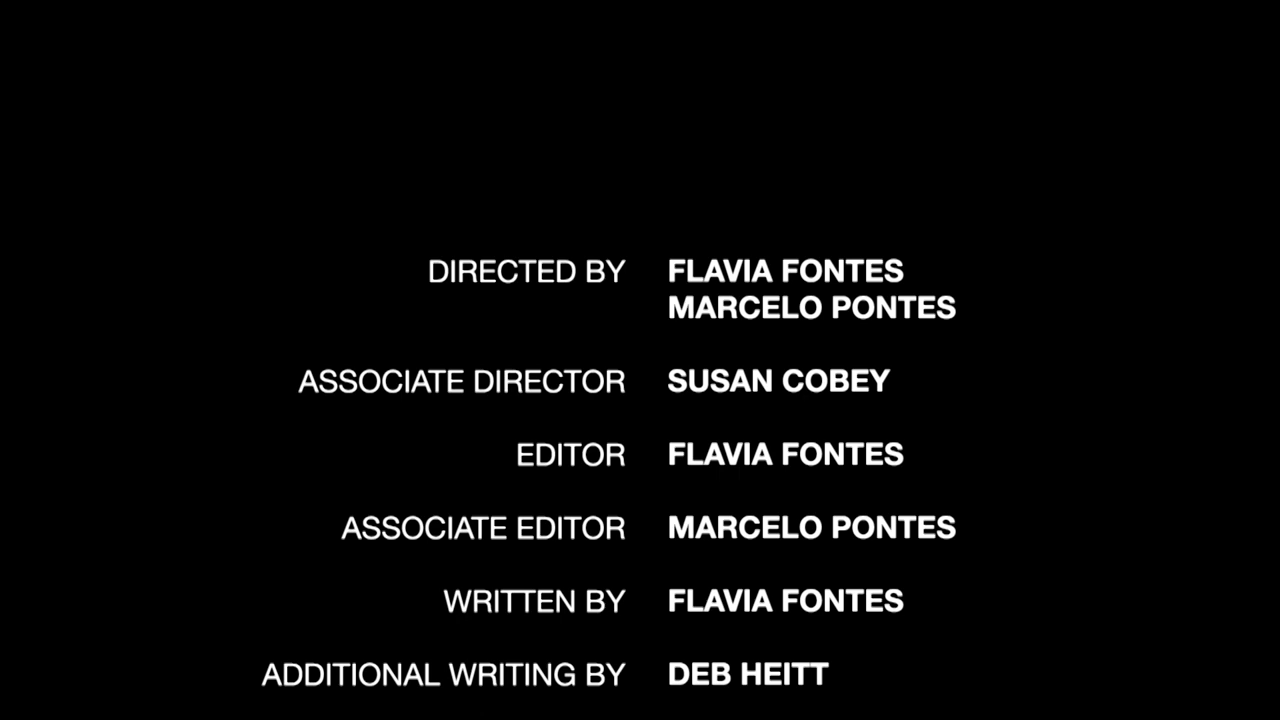 DIRECTED BY FLAVIA FONTES
MARCELO PONTES
ASSOCIATE DIRECTOR SUSAN COBEY
EDITOR FLAVIA FONTES
ASSOCIATE EDITOR MARCELO PONTES
WRITTEN BY FLAVIA FONTES
ADDITIONAL WRITING BY DEB HEITT